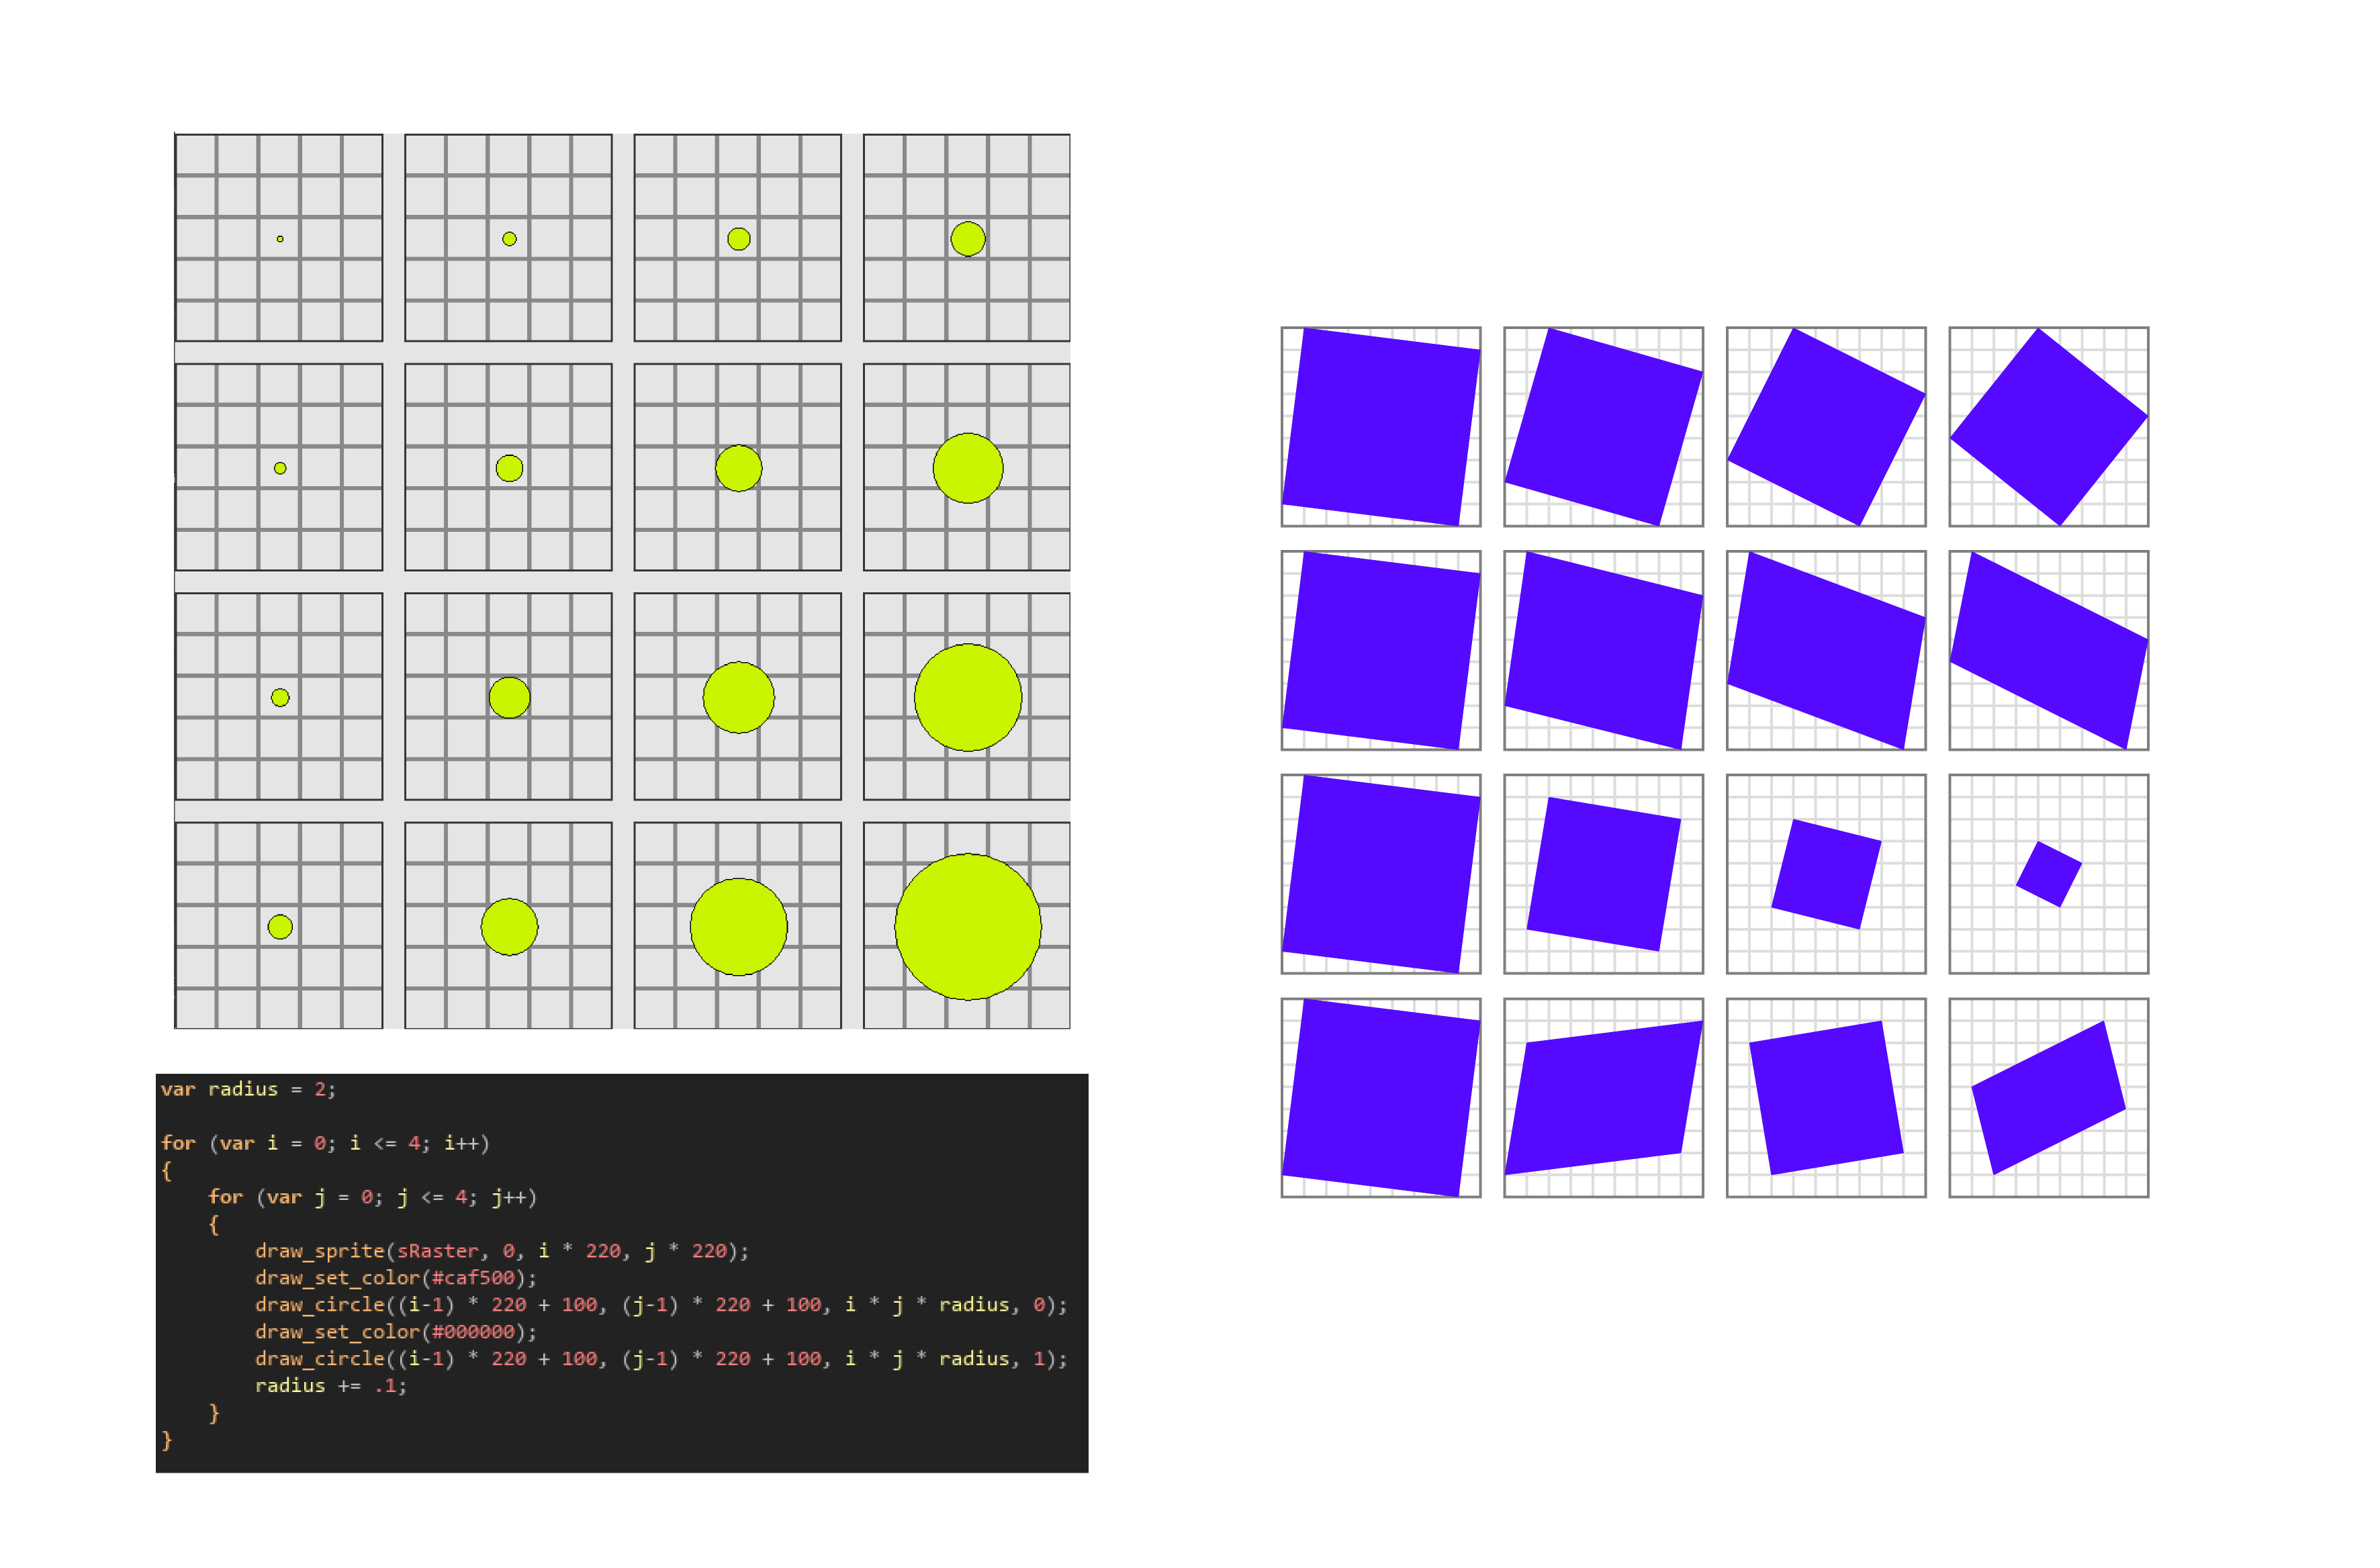 var radius = 2;
for (var i = 0; i <= 4; i++)
{
for (var j = 0; j <= 4; j++)
{
draw_sprite(sRaster, 0, i * 220, j * 220);
draw_set_color(#caf500);
draw_circle((i-1) * 220 + 100, (j-1) * 220 + 100, i * j * radius, 0);
draw_set_color(#000000);
draw_circle((i-1) * 220 + 100, (j-1) * 220 + 100, i * j * radius, 1);
radius += .1;
}
}